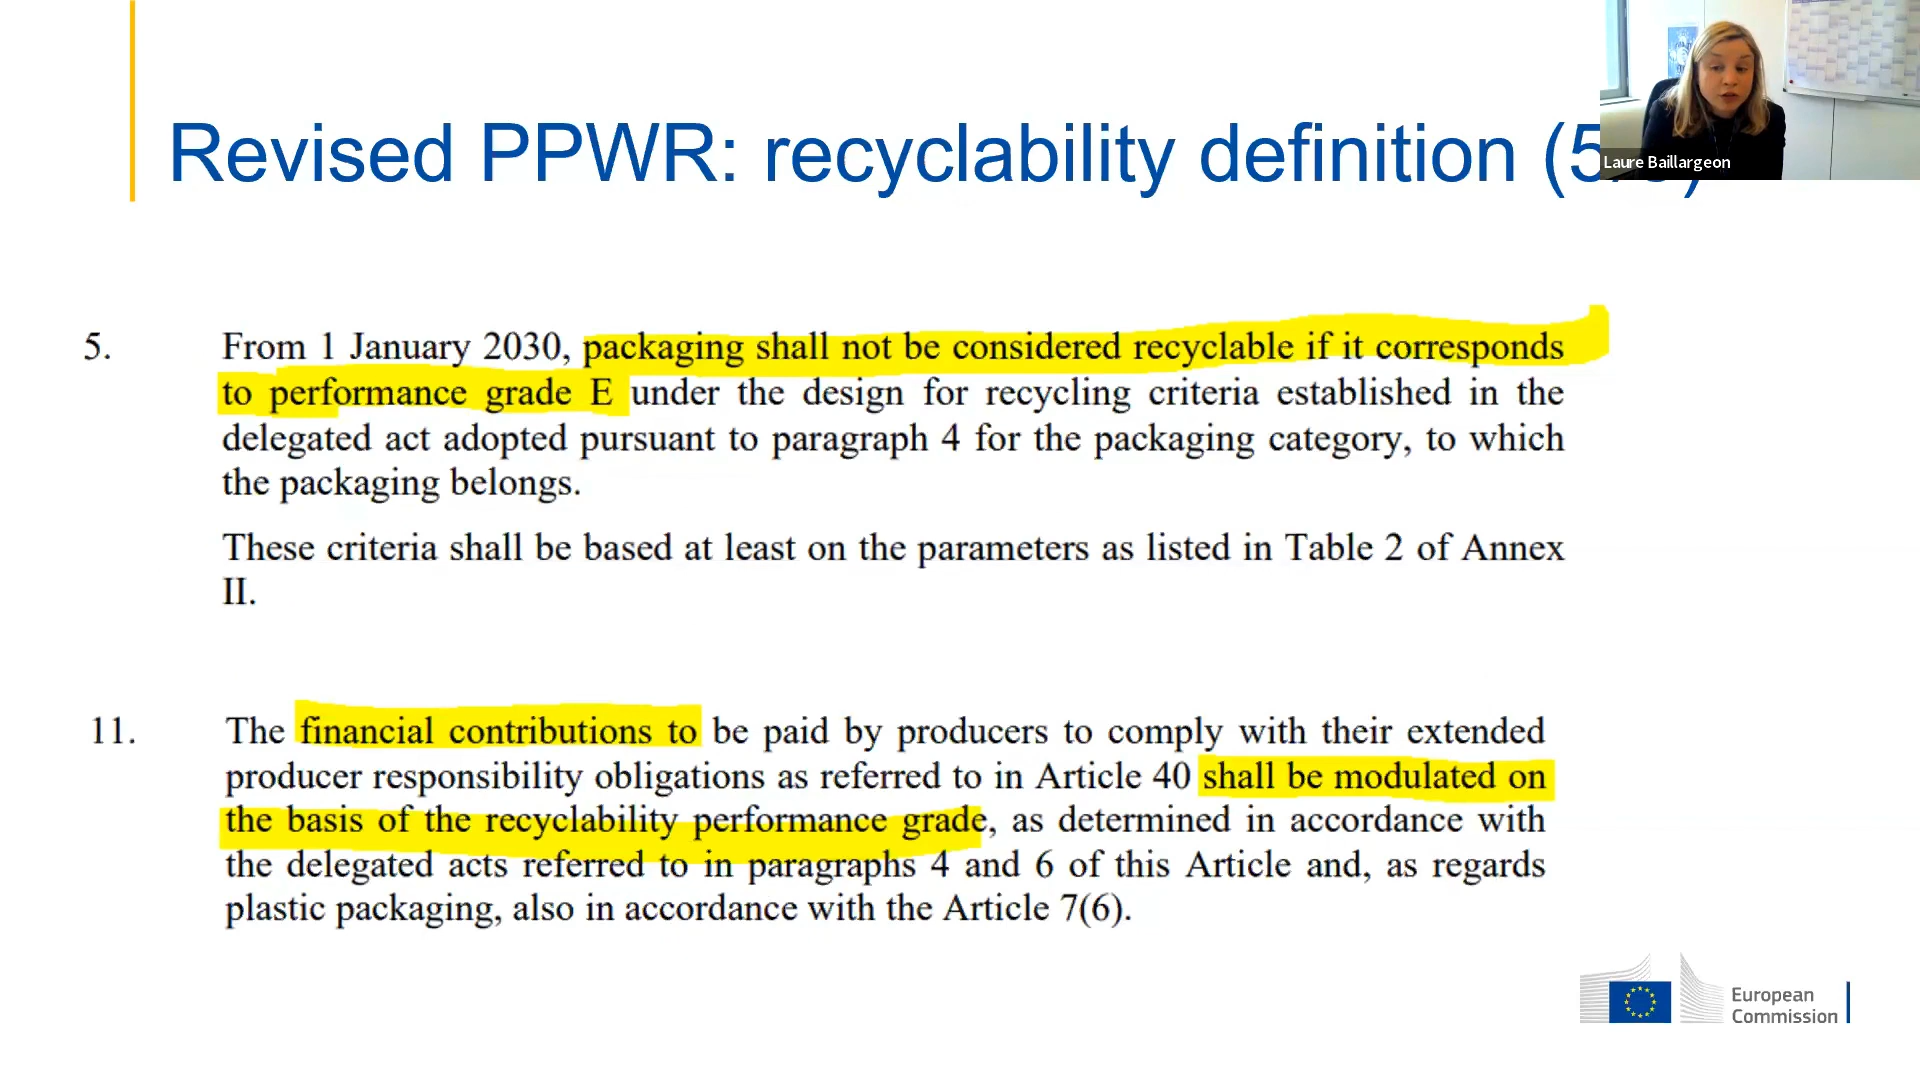 Revised PPWR: recyclability definition (5
Laure Baillargeon
5. From 1 January 2030, packaging shall not be considered recyclable if it corresponds
to performance grade E under the design for recycling criteria established in the
delegated act adopted pursuant to paragraph 4 for the packaging category, to which
the packaging belongs.
These criteria shall be based at least on the parameters as listed in Table 2 of Annex
II.
11. The financial contributions to be paid by producers to comply with their extended
producer responsibility obligations as referred to in Article 40 shall be modulated on
the basis of the recyclability performance grade, as determined in accordance with
the delegated acts referred to in paragraphs 4 and 6 of this Article and, as regards
plastic packaging, also in accordance with the Article 7(6).
European
Commission